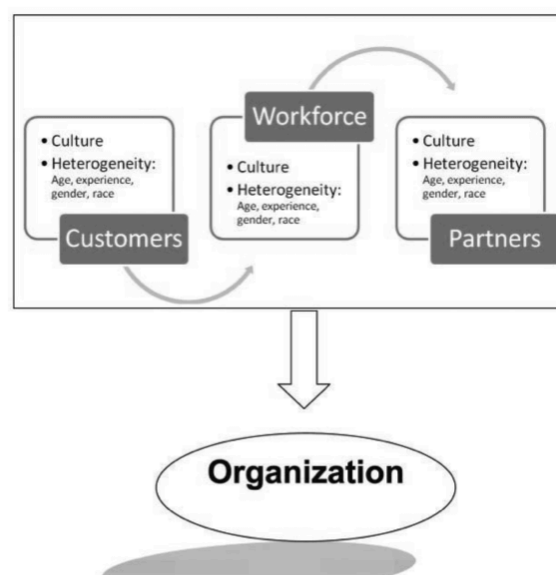 • Culture
• Heterogeneity:
Age, experience,
gender, race
Customers
Workforce
• Culture
• Heterogeneity:
Age, experience,
gender, race
• Culture
• Heterogeneity:
Age, experience,
gender, race
Partners
Organization